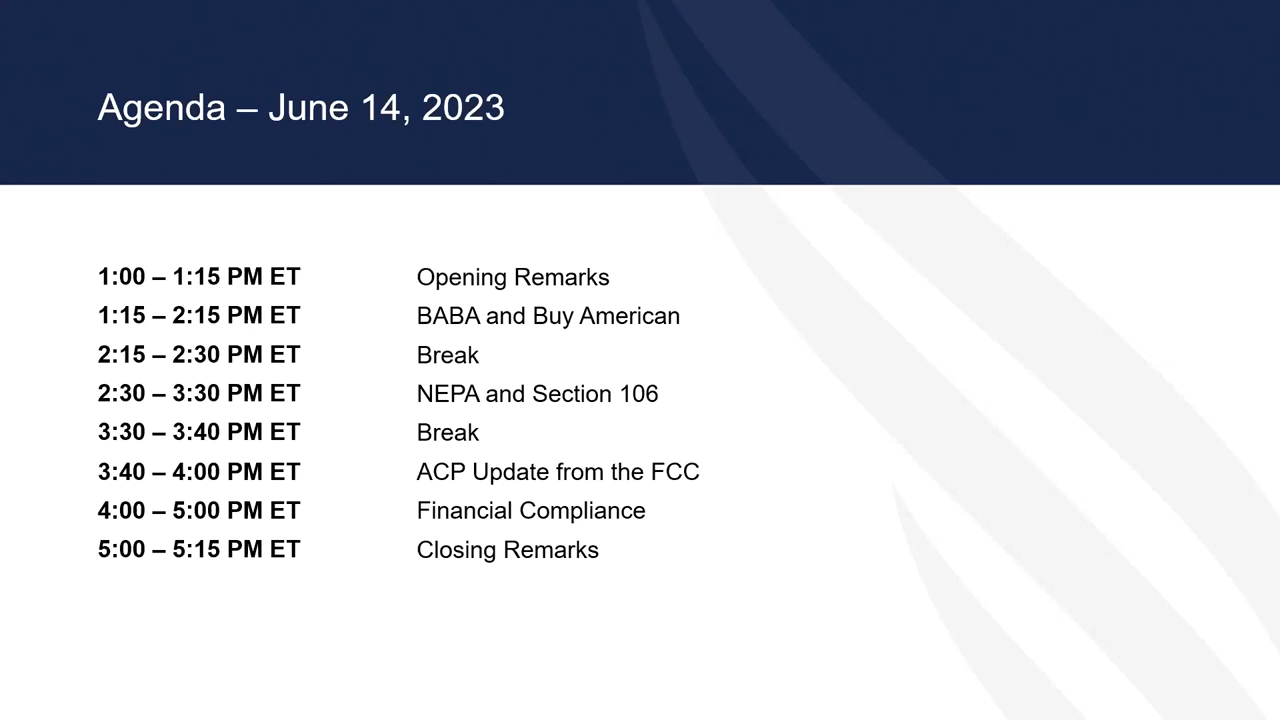 Agenda – June 14, 2023
1:00 – 1:15 PM ET Opening Remarks
1:15 – 2:15 PM ET BABA and Buy American
2:15 – 2:30 PM ET Break
2:30 – 3:30 PM ET NEPA and Section 106
3:30 – 3:40 PM ET Break
3:40 – 4:00 PM ET ACP Update from the FCC
4:00 – 5:00 PM ET Financial Compliance
5:00 – 5:15 PM ET Closing Remarks